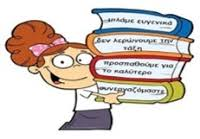 μιλάμε ευγενικά
δεν λερώνουμε την
τάξη
προσπαθούμε για
το καλύτερο
συνεργαζόμαστε